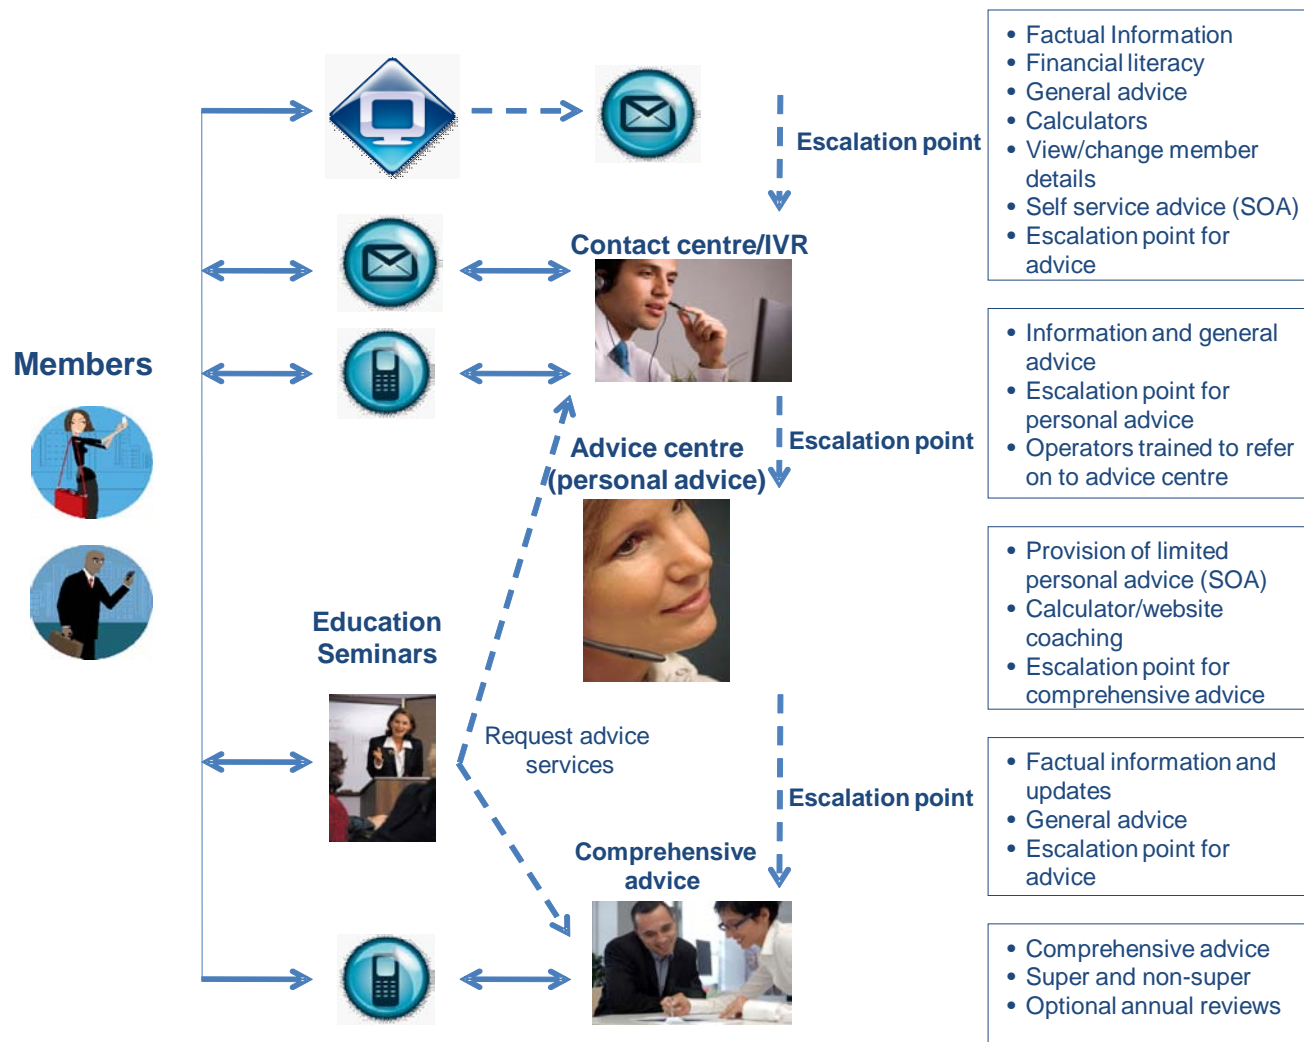 Members
Escalation point
Contact centre/IVR
Escalation point
Advice centre
(personal advice)
Education
Seminars
Request advice
services
Escalation point
Comprehensive
advice
• Factual Information
• Financial literacy
• General advice
• Calculators
• View/change member
details
• Self service advice (SOA)
• Escalation point for
advice
• Information and general
advice
• Escalation point for
personal advice
• Operators trained to refer
on to advice centre
• Provision of limited
personal advice (SOA)
• Calculator/website
coaching
• Escalation point for
comprehensive advice
• Factual information and
updates
• General advice
• Escalation point for
advice
• Comprehensive advice
• Super and non-super
• Optional annual reviews